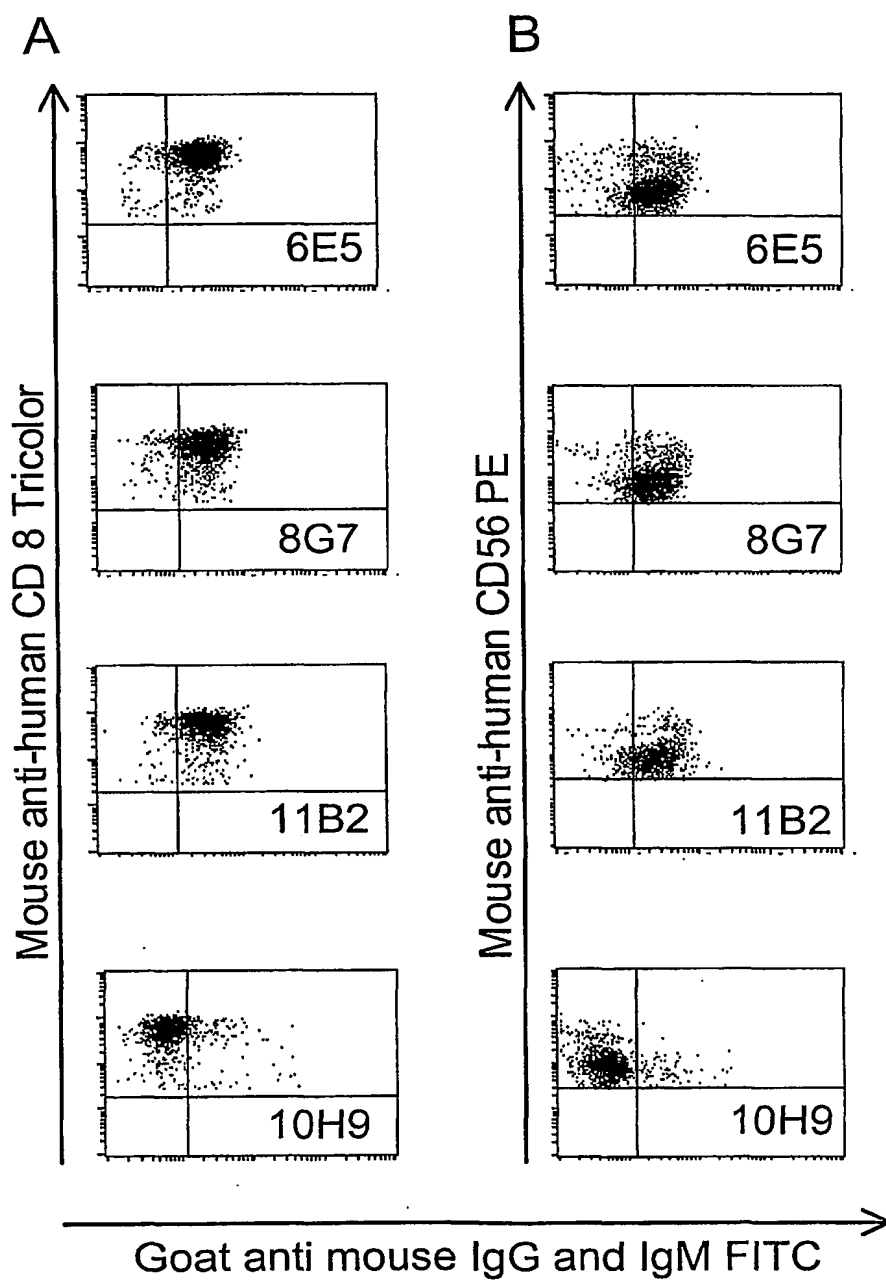 A
B
Mouse anti-human CD 8 Tricolor
6E5
8G7
11B2
10H9
Mouse anti-human CD56 PE
6E5
8G7
11B2
10H9
Goat anti mouse IgG and IgM FITC